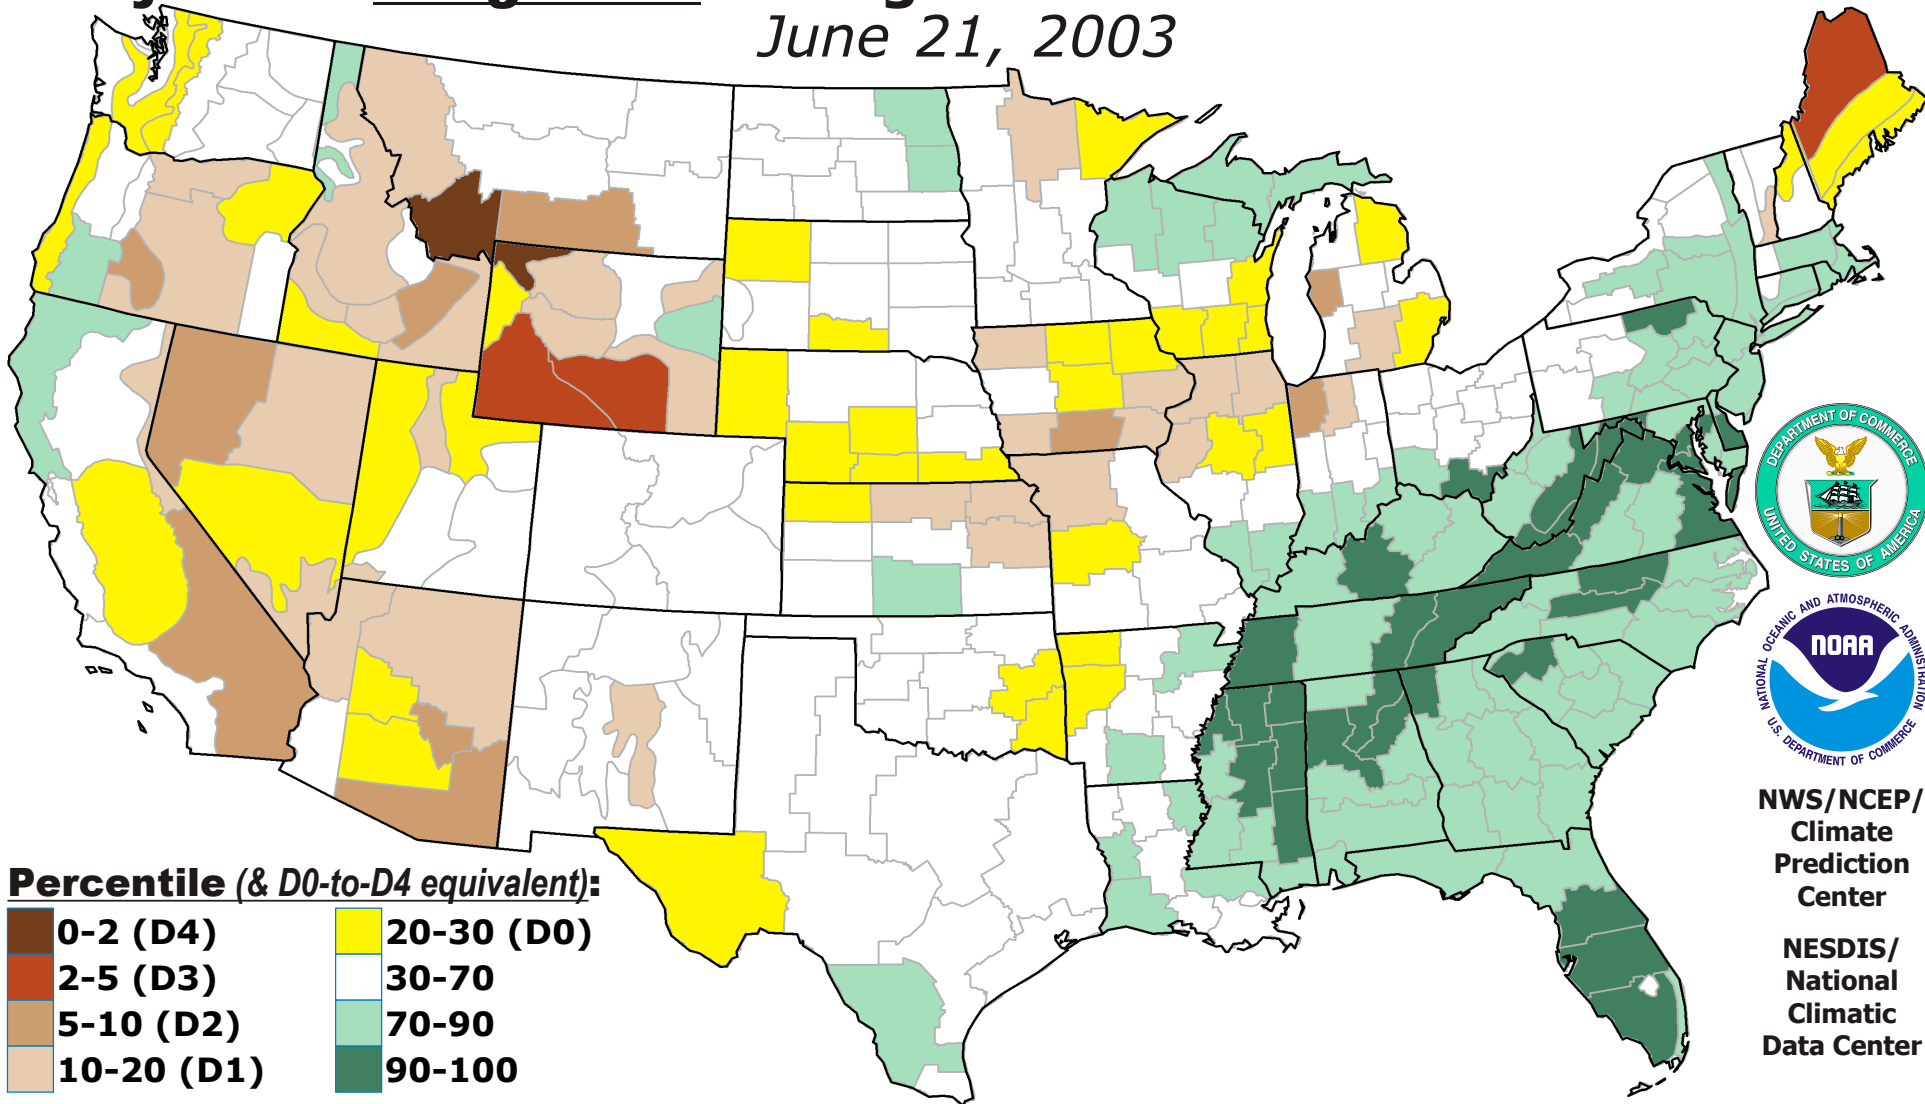 June 21, 2003
Percentile (& D0-to-D4 equivalent):
0-2 (D4)
2-5 (D3)
5-10 (D2)
10-20 (D1)
20-30 (D0)
30-70
70-90
90-100
DEPARTMENT OF COMMERCE
UNITED STATES OF AMERICA
NATIONAL OCEANIC AND ATMOSPHERIC ADMINISTRATION
NOAA
U.S. DEPARTMENT OF COMMERCE
NWS/NCEP/
Climate
Prediction
Center
NESDIS/
National
Climatic
Data Center